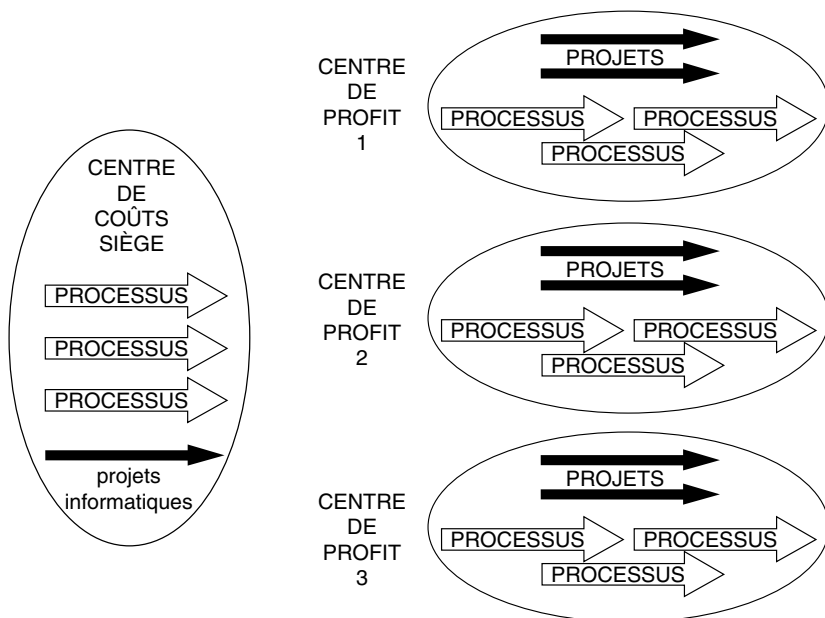 CENTRE
DE
COÛTS
SIÈGE
PROCESSUS
PROCESSUS
PROCESSUS
projets
informatiques
CENTRE
DE
PROFIT
1
PROJETS
PROCESSUS PROCESSUS
PROCESSUS
CENTRE
DE
PROFIT
2
PROJETS
PROCESSUS PROCESSUS
PROCESSUS
CENTRE
DE
PROFIT
3
PROJETS
PROCESSUS PROCESSUS
PROCESSUS